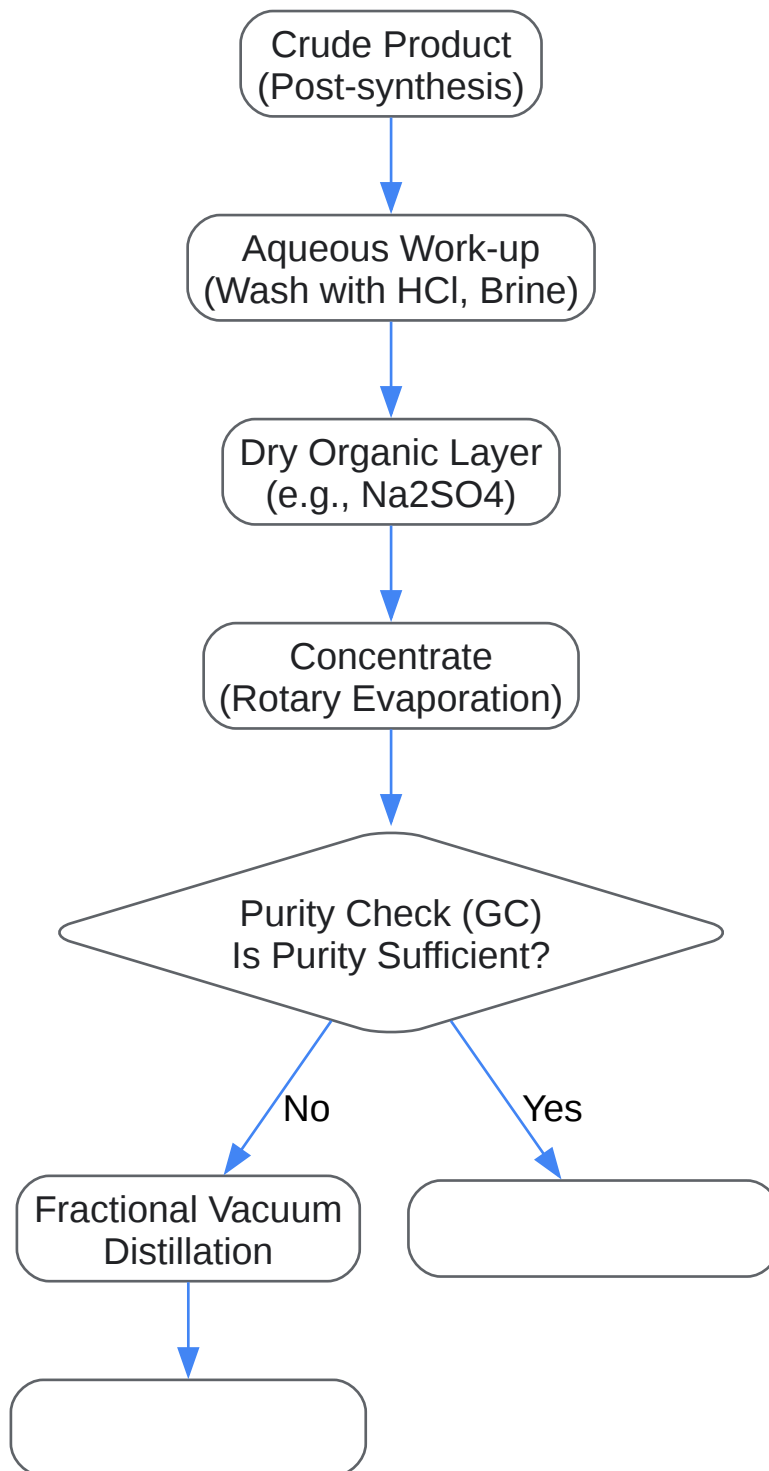 Crude Product
(Post-synthesis)
Aqueous Work-up
(Wash with HCl, Brine)
Dry Organic Layer
(e.g., Na2SO4)
Concentrate
(Rotary Evaporation)
Purity Check (GC)
Is Purity Sufficient?
No
Yes
Fractional Vacuum
Distillation